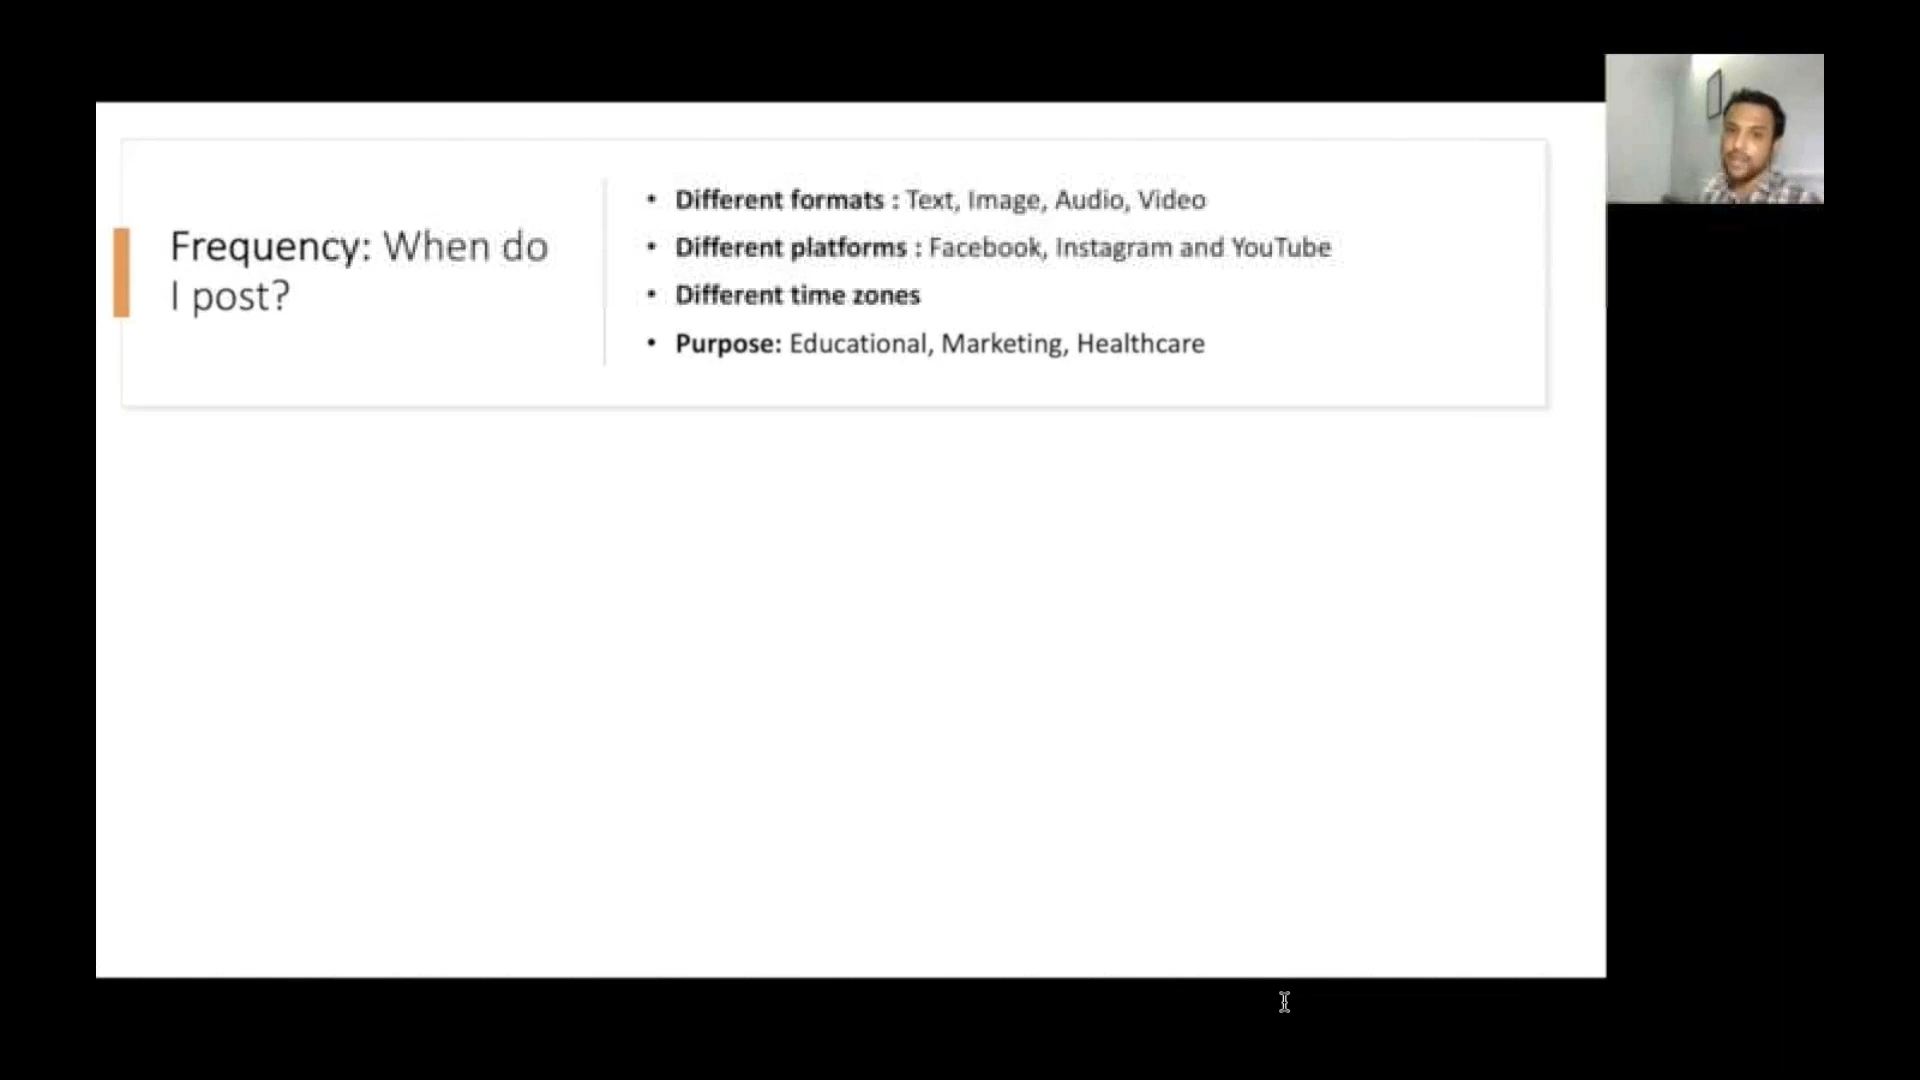 Frequency: When do
I post?
• Different formats : Text, Image, Audio, Video
• Different platforms : Facebook, Instagram and YouTube
• Different time zones
• Purpose: Educational, Marketing, Healthcare